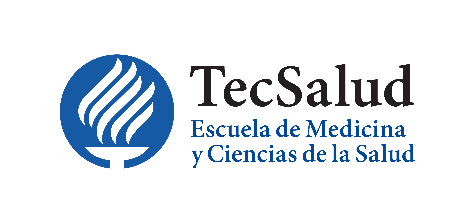 TecSalud
Escuela de Medicina
y Ciencias de la Salud